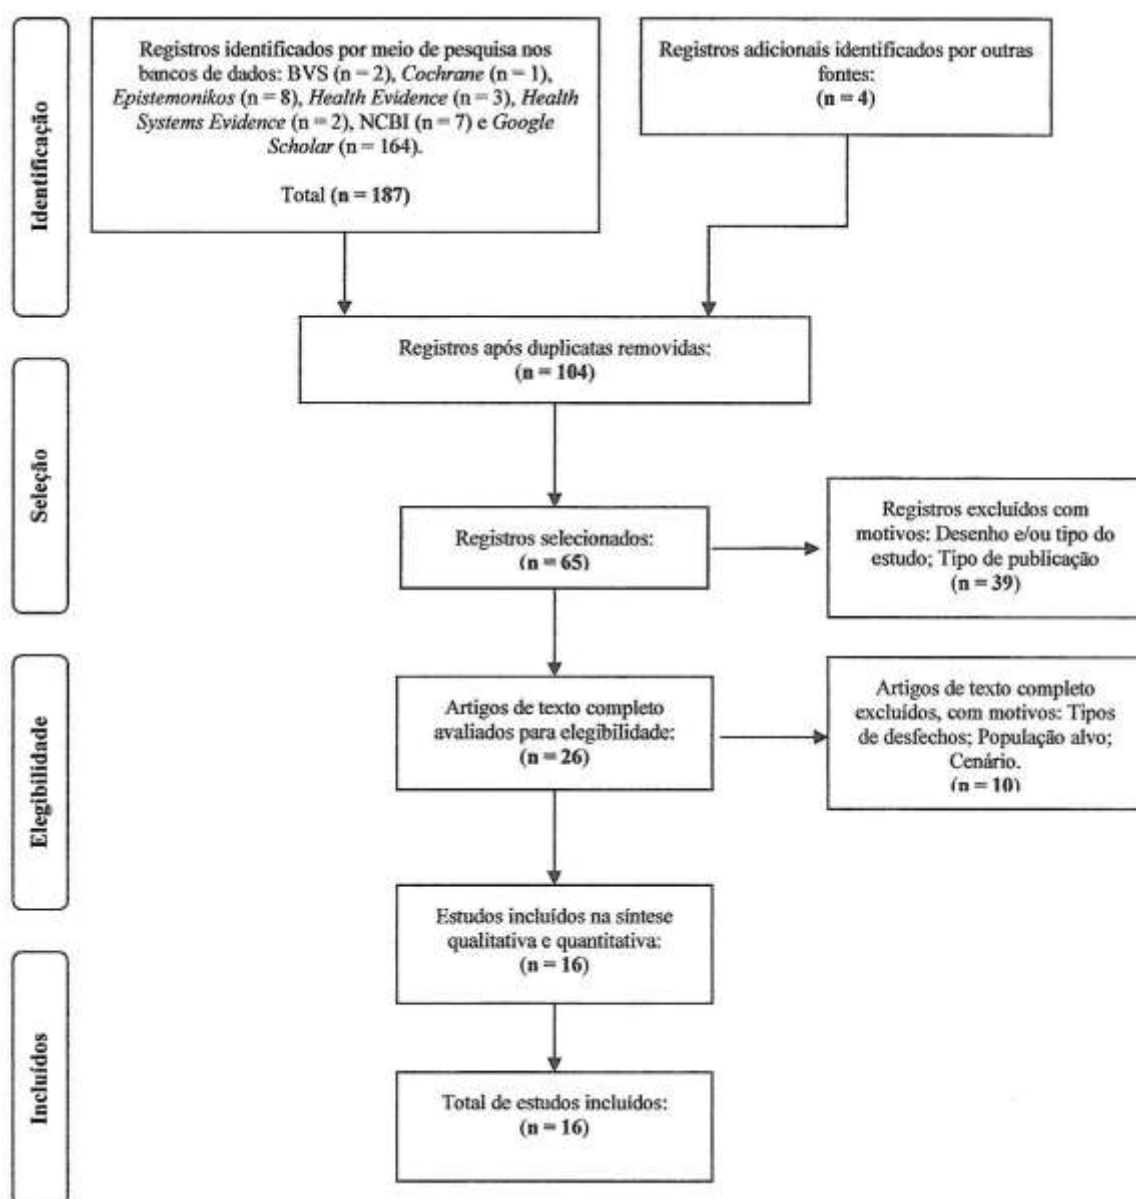 Identificação
Registros identificados por meio de pesquisa nos
bancos de dados: BVS (n = 2), Cochrane (n = 1),
Epistemonikos (n = 8), Health Evidence (n = 3), Health
Systems Evidence (n = 2), NCBI (n = 7) e Google
Scholar (n = 164).
Total (n = 187)
Registros adicionais identificados por outras
fontes:
(n = 4)
Registros após duplicatas removidas:
(n = 104)
Seleção
Registros selecionados:
(n = 65)
Registros excluídos com
motivos: Desenho e/ou tipo do
estudo; Tipo de publicação
(n = 39)
Elegibilidade
Artigos de texto completo
avaliados para elegibilidade:
(n = 26)
Artigos de texto completo
excluídos, com motivos: Tipos
de desfechos; População alvo;
Cenário.
(n = 10)
Estudos incluídos na síntese
qualitativa e quantitativa:
(n = 16)
Incluídos
Total de estudos incluídos:
(n = 16)